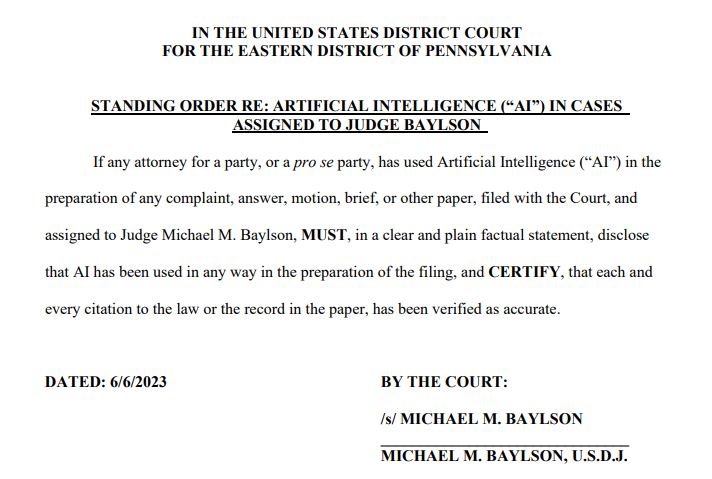 IN THE UNITED STATES DISTRICT COURT
FOR THE EASTERN DISTRICT OF PENNSYLVANIA
STANDING ORDER RE: ARTIFICIAL INTELLIGENCE (“AI”) IN CASES
ASSIGNED TO JUDGE BAYLSON
If any attorney for a party, or a pro se party, has used Artificial Intelligence (“AI”) in the
preparation of any complaint, answer, motion, brief, or other paper, filed with the Court, and
assigned to Judge Michael M. Baylson, MUST, in a clear and plain factual statement, disclose
that AI has been used in any way in the preparation of the filing, and CERTIFY, that each and
every citation to the law or the record in the paper, has been verified as accurate.
DATED: 6/6/2023
BY THE COURT:
/s/ MICHAEL M. BAYLSON
MICHAEL M. BAYLSON, U.S.D.J.